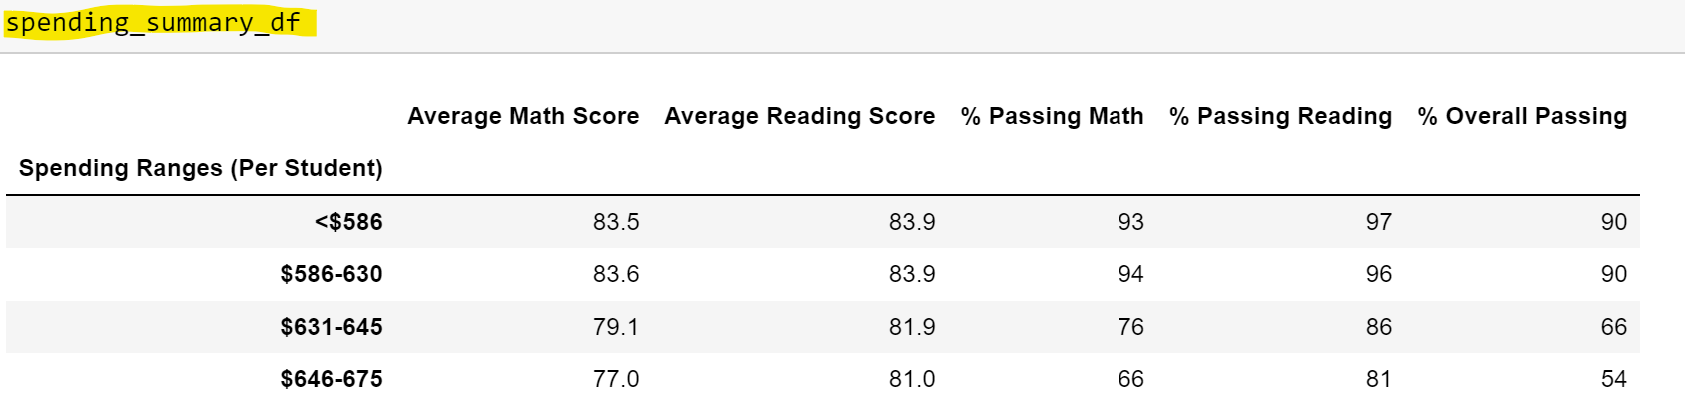 spending_summary_df
Average Math Score Average Reading Score % Passing Math % Passing Reading % Overall Passing
Spending Ranges (Per Student)
<$586 83.5 83.9 93 97 90
$586-630 83.6 83.9 94 96 90
$631-645 79.1 81.9 76 86 66
$646-675 77.0 81.0 66 81 54